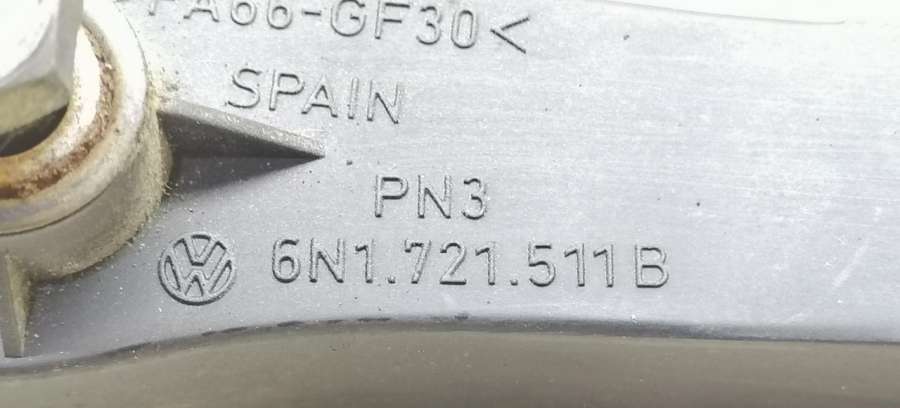 PA66-GF30<
SPAIN
PN3
6N1.721.511B